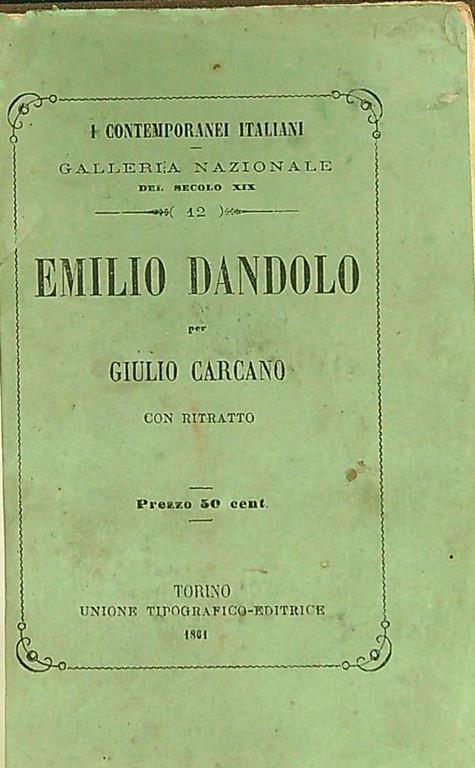 I CONTEMPORANEI ITALIANI
GALLERIA NAZIONALE
DEL SECOLO XIX
( 12 )
EMILIO DANDOLO
per
GIULIO CARCANO
CON RITRATTO
Prezzo 50 cent.
TORINO
UNIONE TIPOGRAFICO-EDITRICE
1861